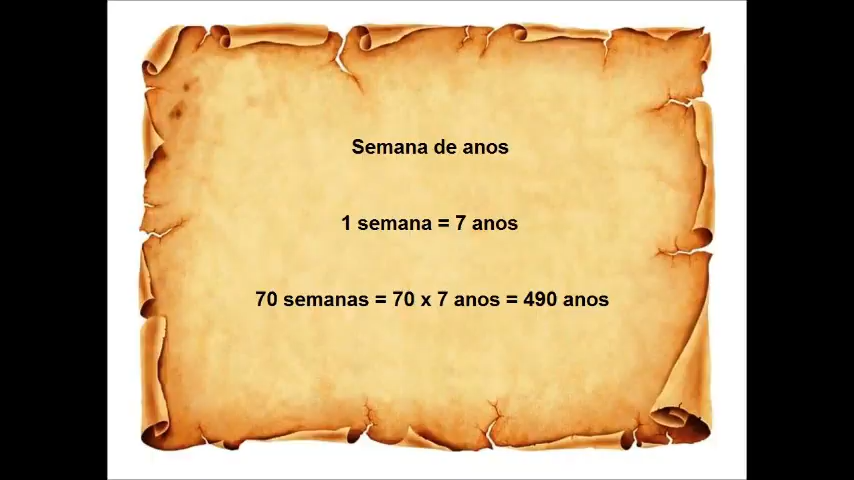 Semana de anos
1 semana = 7 anos
70 semanas = 70 x 7 anos = 490 anos